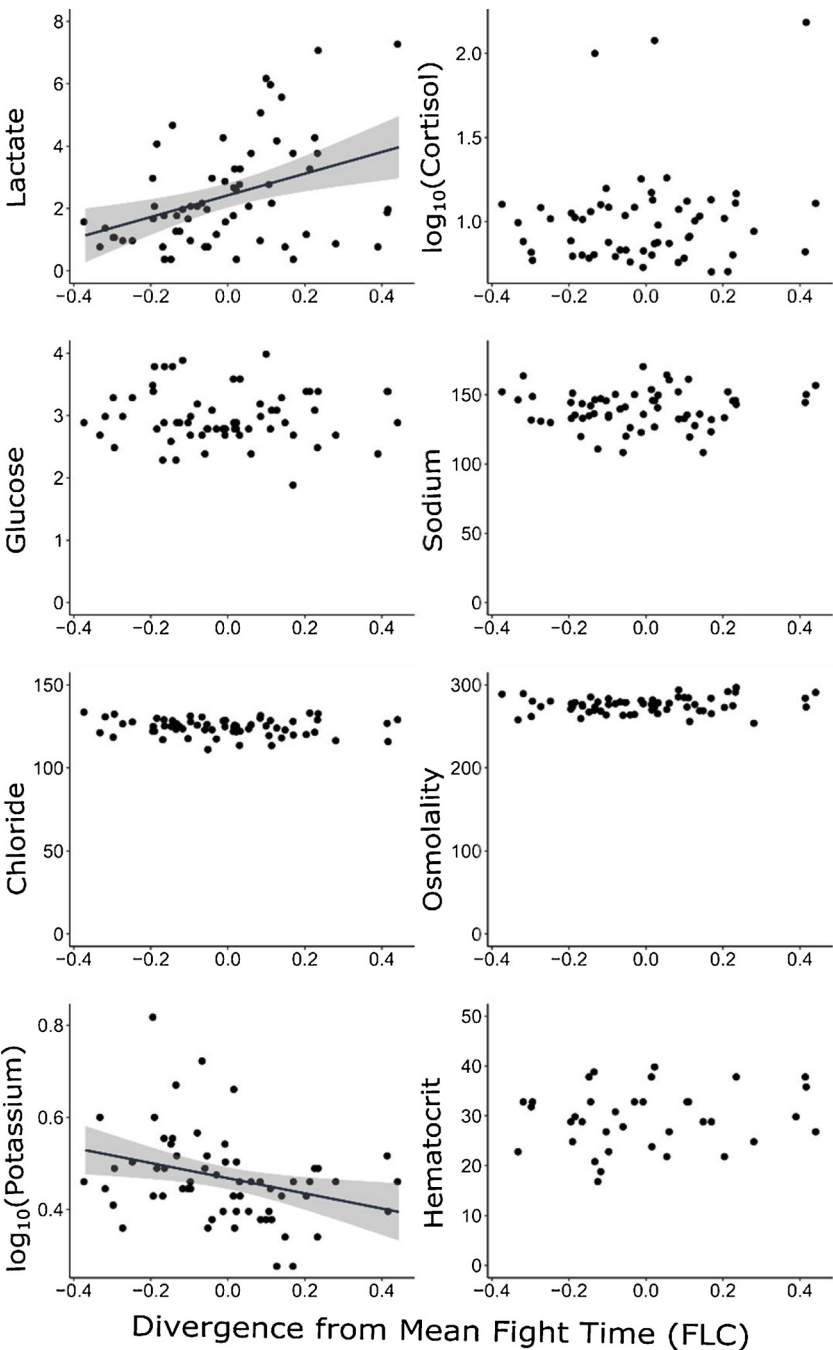 Lactate
8
6
4
2
0
−0.4 −0.2 0.0 0.2 0.4
log₁₀(Cortisol)
2.0
1.5
1.0
−0.4 −0.2 0.0 0.2 0.4
Glucose
4
3
2
1
0
−0.4 −0.2 0.0 0.2 0.4
Sodium
150
100
50
0
−0.4 −0.2 0.0 0.2 0.4
Chloride
150
100
50
0
−0.4 −0.2 0.0 0.2 0.4
Osmolality
300
200
100
0
−0.4 −0.2 0.0 0.2 0.4
log₁₀(Potassium)
0.8
0.6
0.4
−0.4 −0.2 0.0 0.2 0.4
Hematocrit
50
40
30
20
10
0
−0.4 −0.2 0.0 0.2 0.4
Divergence from Mean Fight Time (FLC)